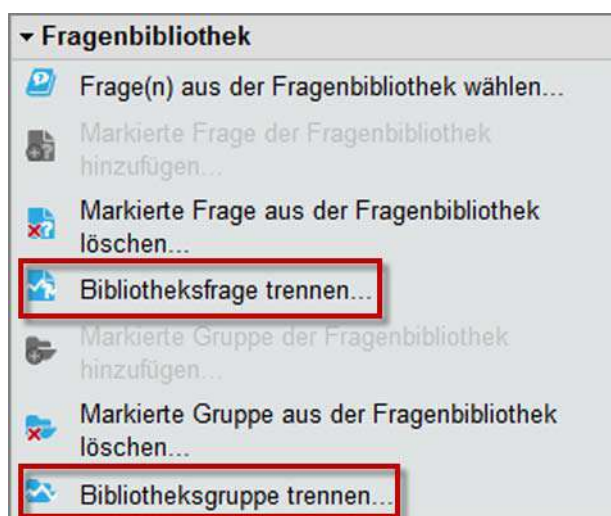 Fragenbibliothek
Frage(n) aus der Fragenbibliothek wählen...
Markierte Frage der Fragenbibliothek
hinzufügen...
Markierte Frage aus der Fragenbibliothek
löschen...
Bibliotheksfrage trennen...
Markierte Gruppe der Fragenbibliothek
hinzufügen...
Markierte Gruppe aus der Fragenbibliothek
löschen...
Bibliotheksgruppe trennen...